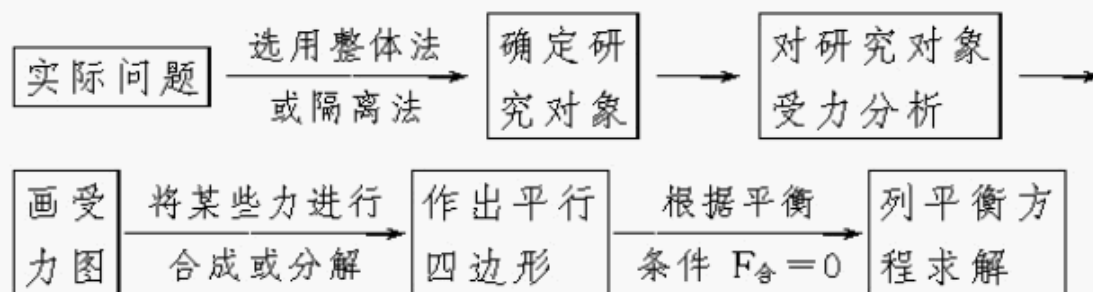 实际问题
选用整体法
或隔离法
确定研
究对象
对研究对象
受力分析
画受
力图
将某些力进行
合成或分解
作出平行
四边形
根据平衡
条件 F合=0
列平衡方
程求解